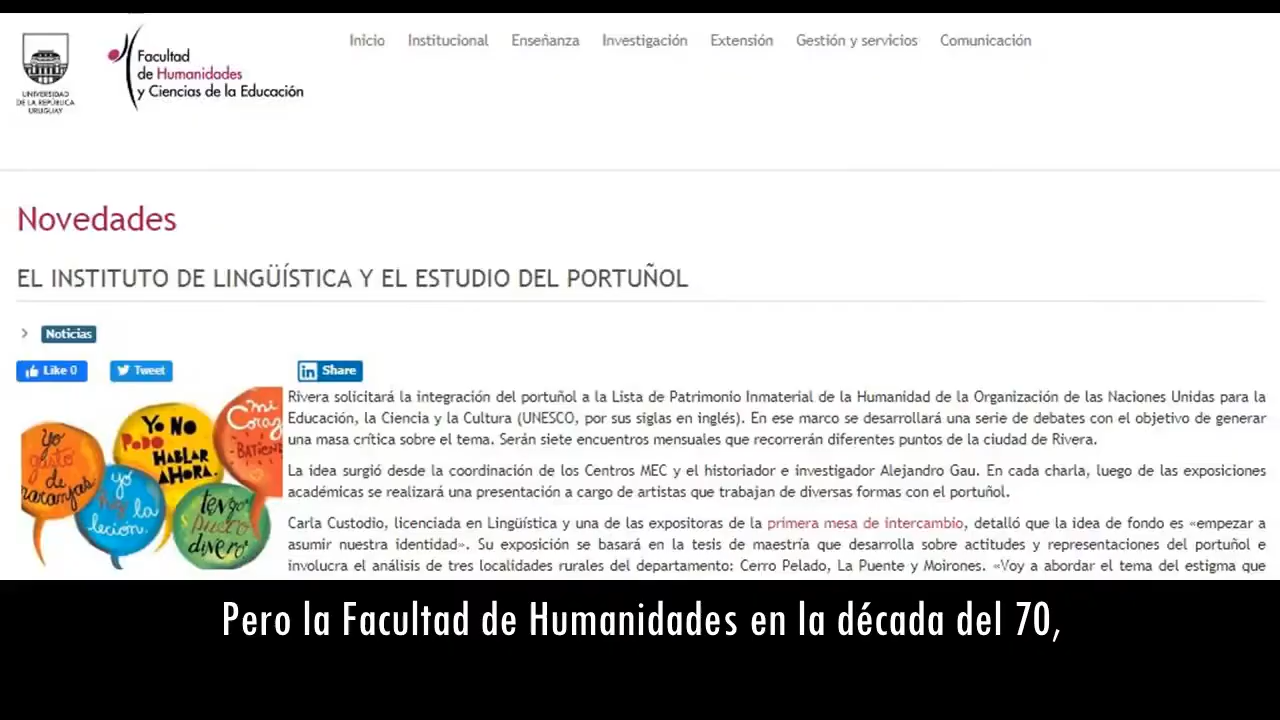 UNIVERSIDAD
DE LA REPÚBLICA
URUGUAY
Facultad
de Humanidades
y Ciencias de la Educación
Inicio Institucional Enseñanza Investigación Extensión Gestión y servicios Comunicación
Novedades
EL INSTITUTO DE LINGÜÍSTICA Y EL ESTUDIO DEL PORTUÑOL
Noticias
Like 0 Tweet Share
yo
gusto
de
naranjas
Yo NO
PODO
HABLAR
AHORA.
mi
Coraz
BATIEN
yo
la
leción.
tengo
puero
divero
Rivera solicitará la integración del portuñol a la Lista de Patrimonio Inmaterial de la Humanidad de la Organización de las Naciones Unidas para la
Educación, la Ciencia y la Cultura (UNESCO, por sus siglas en inglés). En ese marco se desarrollará una serie de debates con el objetivo de generar
una masa crítica sobre el tema. Serán siete encuentros mensuales que recorrerán diferentes puntos de la ciudad de Rivera.
La idea surgió desde la coordinación de los Centros MEC y el historiador e investigador Alejandro Gau. En cada charla, luego de las exposiciones
académicas se realizará una presentación a cargo de artistas que trabajan de diversas formas con el portuñol.
Carla Custodio, licenciada en Lingüística y una de las expositoras de la primera mesa de intercambio, detalló que la idea de fondo es «empezar a
asumir nuestra identidad». Su exposición se basará en la tesis de maestría que desarrolla sobre actitudes y representaciones del portuñol e
involucra el análisis de tres localidades rurales del departamento: Cerro Pelado, La Puente y Moirones. «Voy a abordar el tema del estigma que
Pero la Facultad de Humanidades en la década del 70,